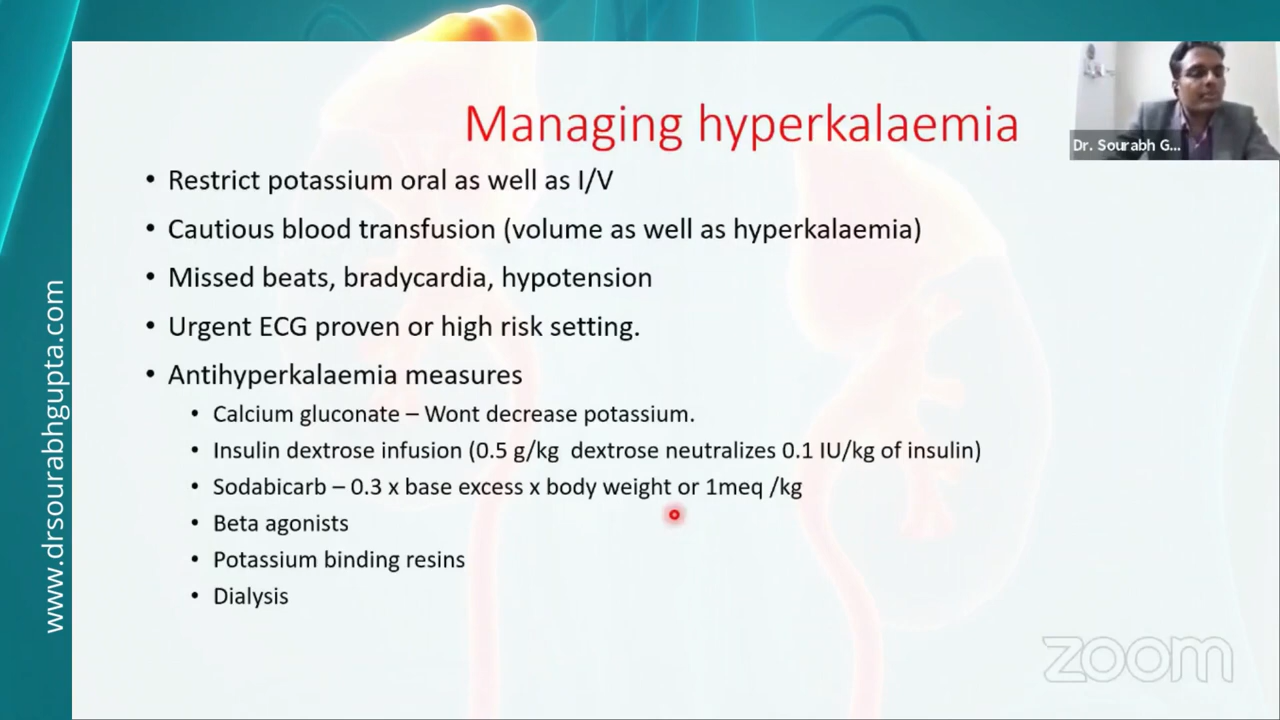 Managing hyperkalaemia
Dr. Sourabh G...
• Restrict potassium oral as well as I/V
• Cautious blood transfusion (volume as well as hyperkalaemia)
• Missed beats, bradycardia, hypotension
• Urgent ECG proven or high risk setting.
• Antihyperkalaemia measures
• Calcium gluconate – Wont decrease potassium.
• Insulin dextrose infusion (0.5 g/kg  dextrose neutralizes 0.1 IU/kg of insulin)
• Sodabicarb – 0.3 x base excess x body weight or 1meq /kg
• Beta agonists
• Potassium binding resins
• Dialysis
www.drsourabhgupta.com
zoom